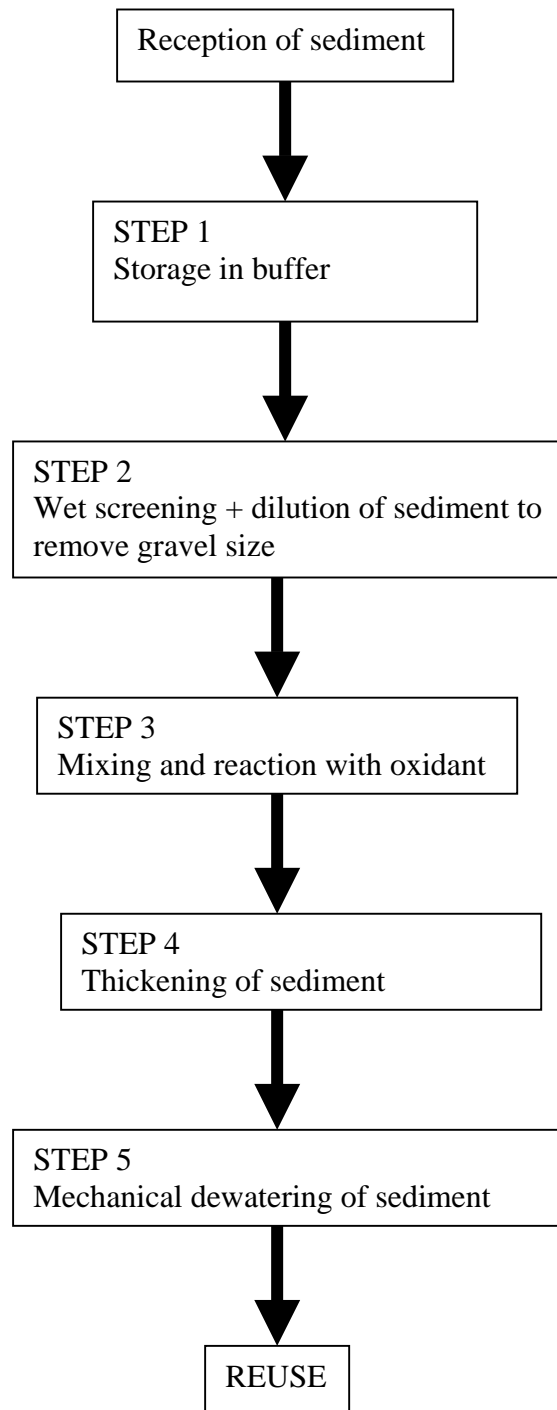 Reception of sediment
STEP 1
Storage in buffer
STEP 2
Wet screening + dilution of sediment to
remove gravel size
STEP 3
Mixing and reaction with oxidant
STEP 4
Thickening of sediment
STEP 5
Mechanical dewatering of sediment
REUSE